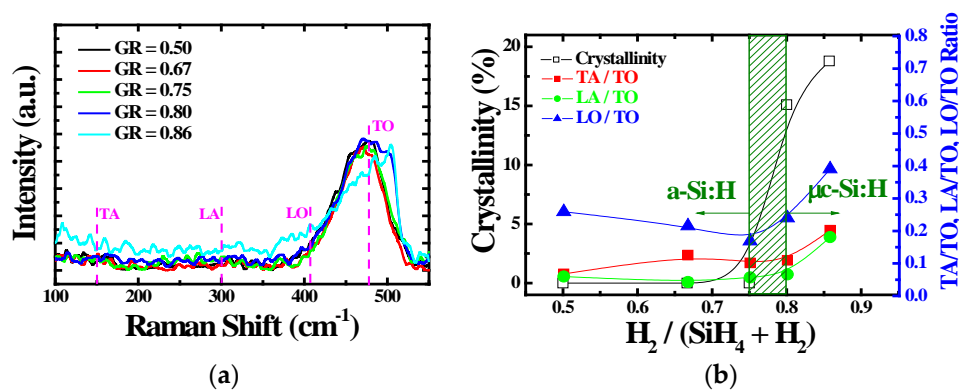 GR = 0.50
GR = 0.67
GR = 0.75
GR = 0.80
GR = 0.86
TO
TA
LA
LO
Intensity (a.u.)
100 200 300 400 500
Raman Shift (cm⁻¹)
(a)
Crystallinity
TA / TO
LA / TO
LO / TO
a-Si:H
μc-Si:H
20
15
10
5
0
Crystallinity (%)
0.8
0.7
0.6
0.5
0.4
0.3
0.2
0.1
0.0
TA/TO, LA/TO, LO/TO Ratio
0.5 0.6 0.7 0.8 0.9
H₂ / (SiH₄ + H₂)
(b)